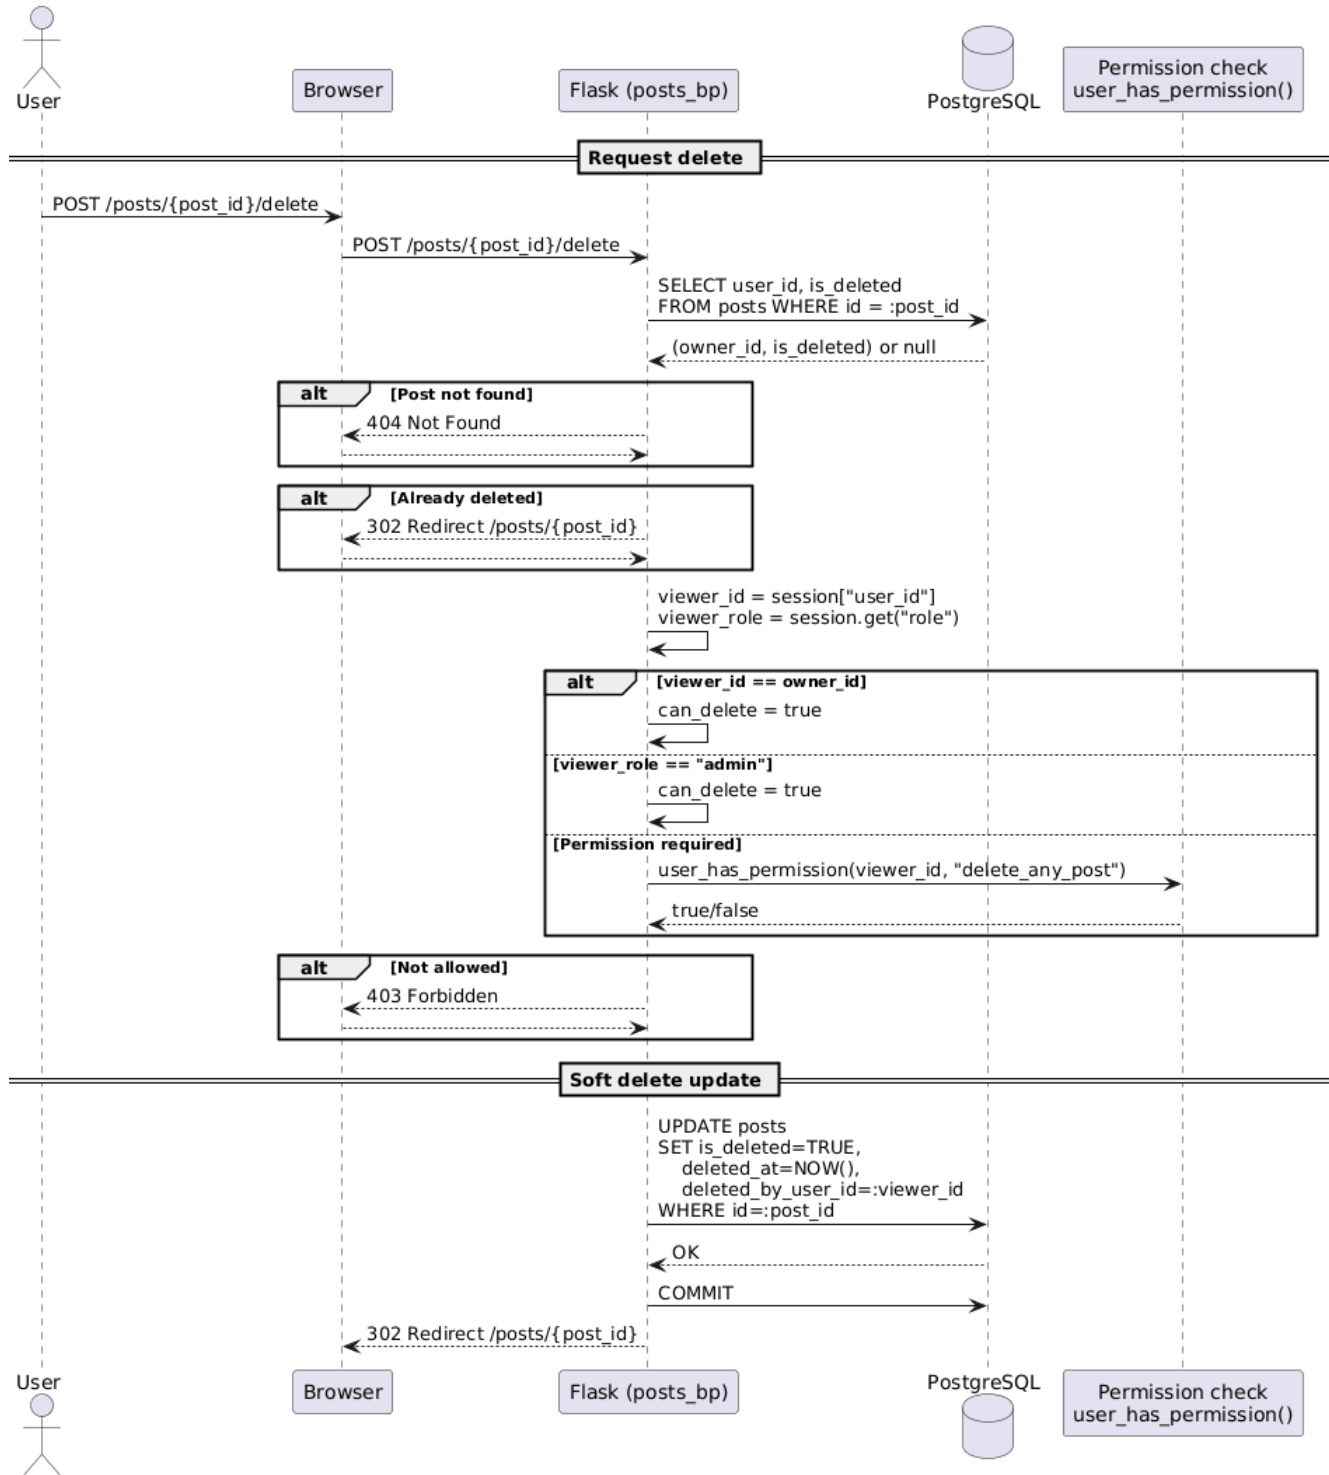 User
Browser
Flask (posts_bp)
PostgreSQL
Permission check
user_has_permission()
Request delete
POST /posts/{post_id}/delete
POST /posts/{post_id}/delete
SELECT user_id, is_deleted
FROM posts WHERE id = :post_id
(owner_id, is_deleted) or null
alt [Post not found]
404 Not Found
alt [Already deleted]
302 Redirect /posts/{post_id}
viewer_id = session["user_id"]
viewer_role = session.get("role")
alt [viewer_id == owner_id]
can_delete = true
[viewer_role == "admin"]
can_delete = true
[Permission required]
user_has_permission(viewer_id, "delete_any_post")
true/false
alt [Not allowed]
403 Forbidden
Soft delete update
UPDATE posts
SET is_deleted=TRUE,
deleted_at=NOW(),
deleted_by_user_id=:viewer_id
WHERE id=:post_id
OK
COMMIT
302 Redirect /posts/{post_id}
User
Browser
Flask (posts_bp)
PostgreSQL
Permission check
user_has_permission()